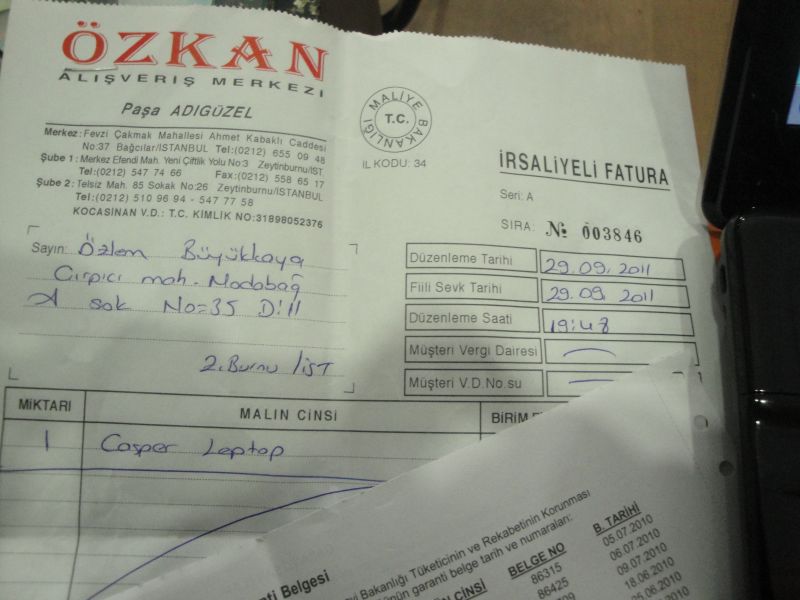 ÖZKAN
ALIŞVERİŞ MERKEZİ
Paşa ADIGÜZEL
Merkez: Fevzi Çakmak Mahallesi Ahmet Kabaklı Caddesi
No:37 Bağcılar/İSTANBUL Tel:(0212) 655 09 48
Şube 1: Merkez Efendi Mah. Yeni Çiftlik Yolu No:3 Zeytinburnu/İST.
Tel:(0212) 547 74 66 Fax:(0212) 558 65 17
Şube 2: Telsiz Mah. 85 Sokak No:26 Zeytinburnu/İSTANBUL
Tel:(0212) 510 96 94 - 547 77 58
KOCASİNAN V.D.: T.C. KİMLİK NO:31898052376
MALİYE BAKANLIĞI
T.C.
İL KODU: 34
İRSALİYELİ FATURA
Seri: A
SIRA: № 003846
Sayın: Özlem Büyükkaya
Çırpıcı mah. Madabağ
A sok No=35 D:11
2.Burnu /İST
Düzenleme Tarihi 29.09.2011
Fiili Sevk Tarihi 29.09.2011
Düzenleme Saati 19:48
Müşteri Vergi Dairesi
Müşteri V.D.No.su
MİKTARI MALIN CİNSİ BİRİM
1 Casper Leptop
Belgesi
Bakanlığı Tüketicinin ve Rekabetinin Korunması
garanti belge tarih ve numaraları:
CİNSİ BELGE NO B. TARİHİ
86315 05.07.2010
86425 06.07.2010
09.07.2010
18.06.2010
06.2010